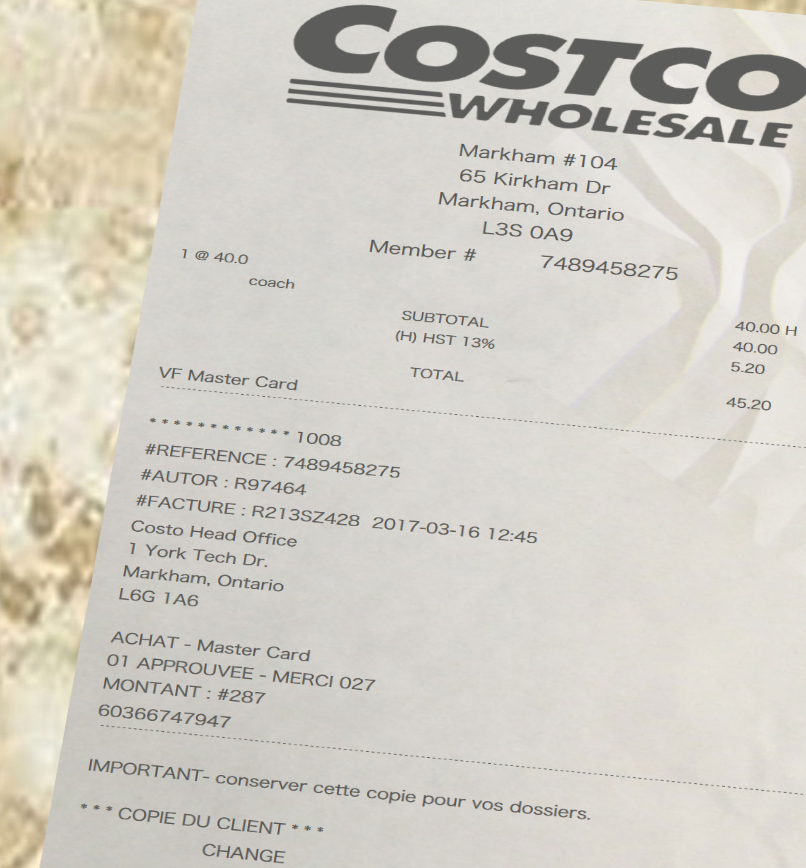 COSTCO
WHOLESALE
Markham #104
65 Kirkham Dr
Markham, Ontario
L3S 0A9
Member # 7489458275
1 @ 40.0
coach
40.00 H
SUBTOTAL 40.00
(H) HST 13% 5.20
TOTAL 45.20
VF Master Card
* * * * * * * * * * * * 1008
#REFERENCE : 7489458275
#AUTOR : R97464
#FACTURE : R213SZ428 2017-03-16 12:45
Costo Head Office
1 York Tech Dr.
Markham, Ontario
L6G 1A6
ACHAT - Master Card
01 APPROUVEE - MERCI 027
MONTANT : #287
60366747947
IMPORTANT- conserver cette copie pour vos dossiers.
* * * COPIE DU CLIENT * * *
CHANGE